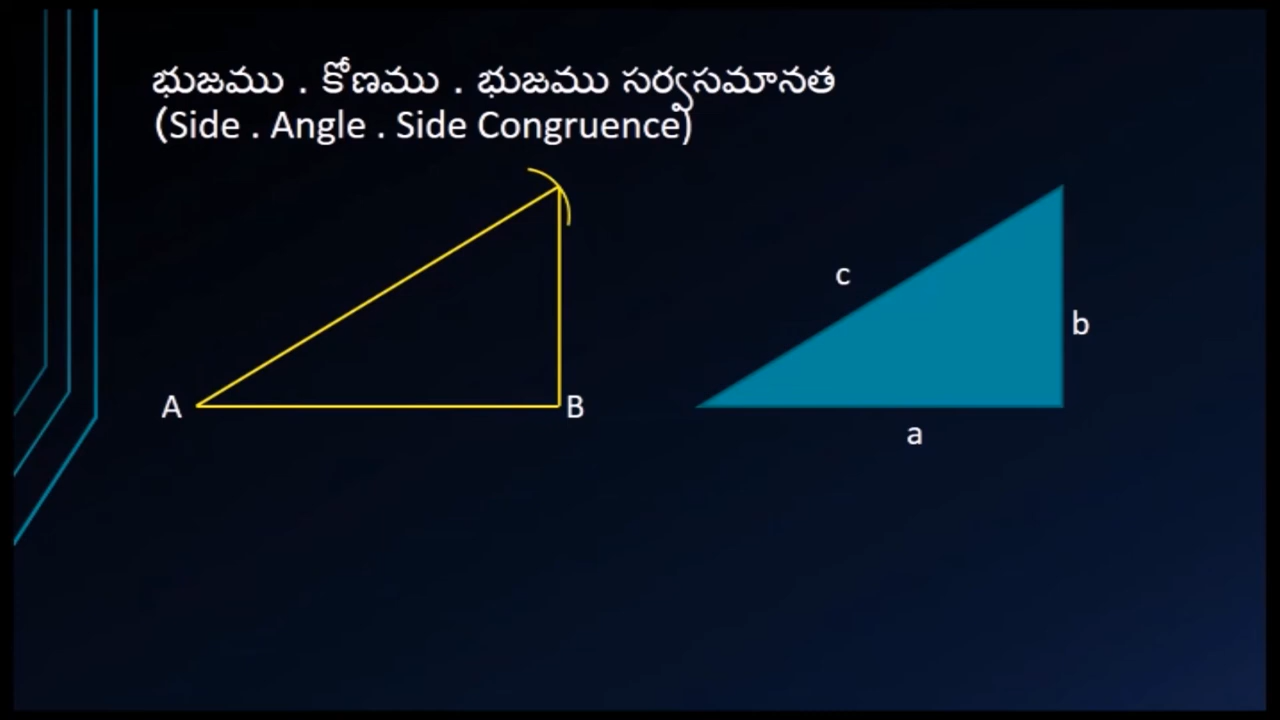 భుజము . కోణము . భుజము సర్వసమానత
(Side . Angle . Side Congruence)
c
b
A
B
a